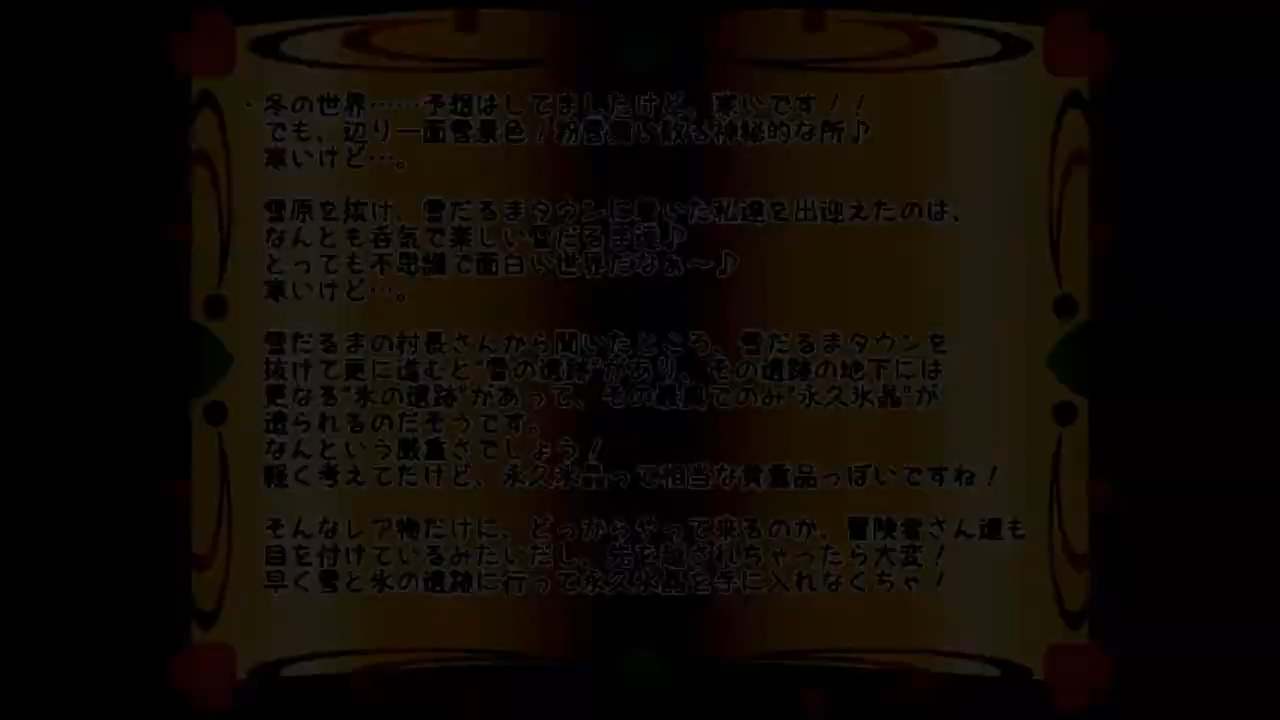 ・冬の世界……予想はしてましたけど、寒いです！！
でも、辺り一面雪景色！粉雪舞い散る神秘的な所♪
寒いけど…。
雪原を抜け、雪だるまタウンに着いた私達を出迎えたのは、
なんとも呑気で楽しい雪だるま達♪
とっても不思議で面白い世界だなぁ～♪
寒いけど…。
雪だるまの村長さんから聞いたところ、雪だるまタウンを
抜けて更に進むと"雪の遺跡"があり、その遺跡の地下には
更なる"氷の遺跡"があって、その最奥でのみ"永久氷晶"が
造られるのだそうです。
なんという厳重さでしょう！
軽く考えてたけど、永久氷晶って相当な貴重品っぽいですね！
そんなレア物だけに、どっからやって来るのか、冒険者さん達も
目を付けているみたいだし、先を越されちゃったら大変！
早く雪と氷の遺跡に行って永久氷晶を手に入れなくちゃ！